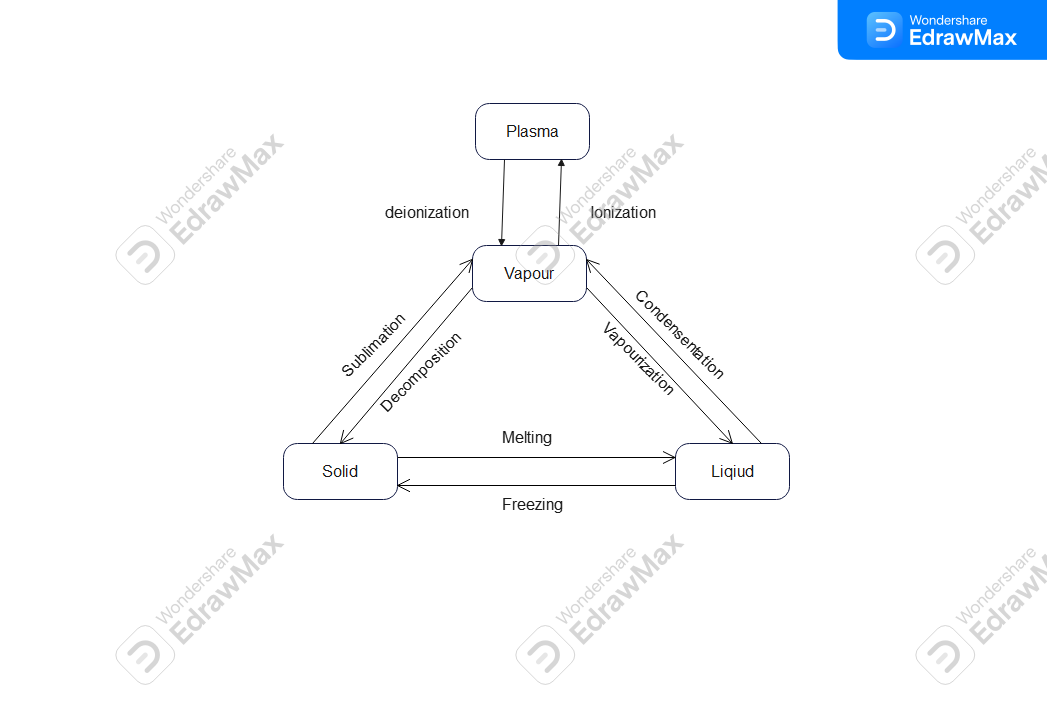 Wondershare
EdrawMax
Plasma
deionization
Ionization
Vapour
Sublimation
Decomposition
Vapourization
Condensentation
Melting
Solid
Liqiud
Freezing
Wondershare
EdrawMax
Wondershare
EdrawMax
Wondershare
EdrawMax
Wondershare
EdrawMax
Wondershare
EdrawMax
Wondershare
EdrawMax